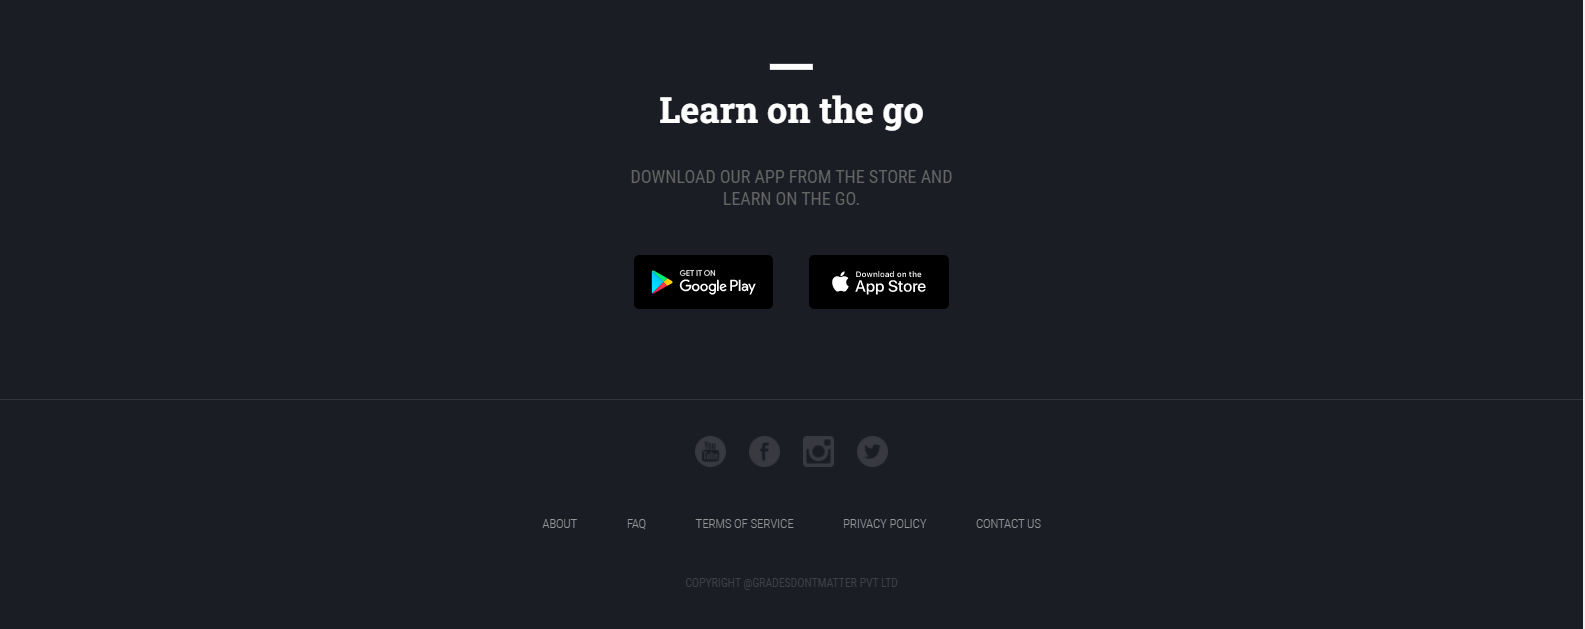 Learn on the go
DOWNLOAD OUR APP FROM THE STORE AND
LEARN ON THE GO.
GET IT ON
Google Play
Download on the
App Store
You
Tube
ABOUT
FAQ
TERMS OF SERVICE
PRIVACY POLICY
CONTACT US
COPYRIGHT @GRADESDONTMATTER PVT LTD